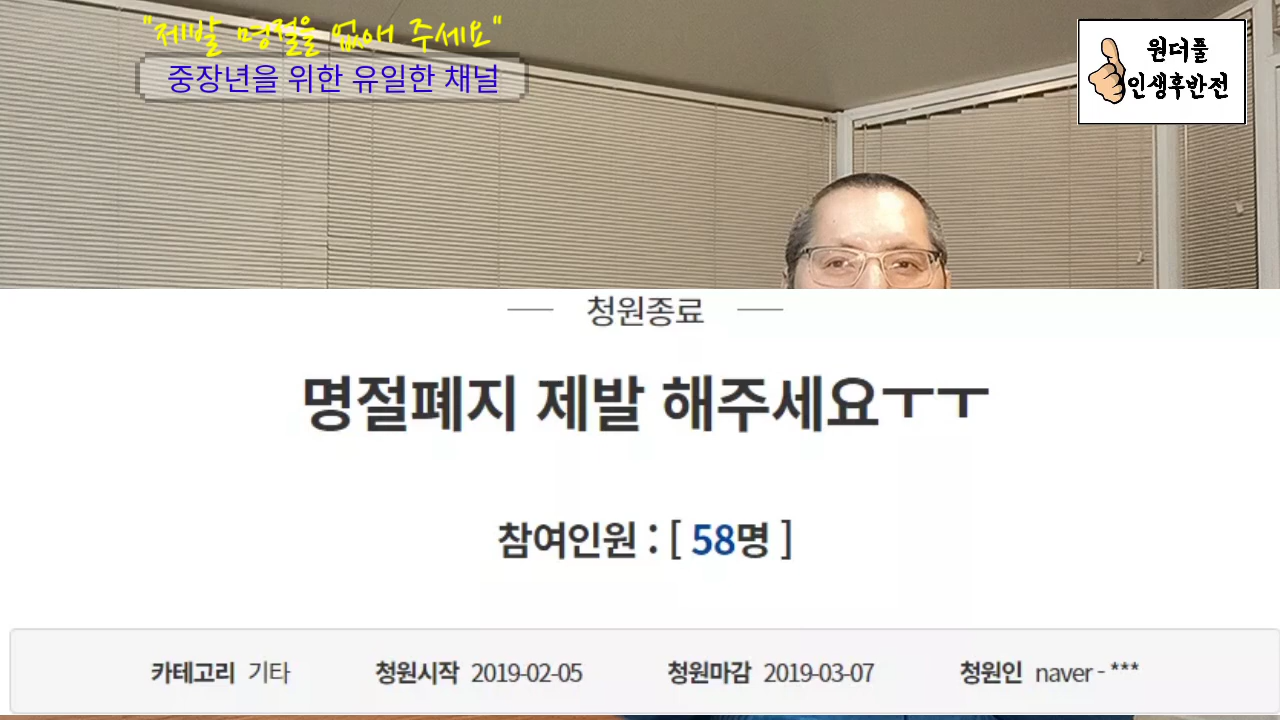 "제발 명절을 없애 주세요"
중장년을 위한 유일한 채널
원더풀
인생후반전
청원종료
명절폐지 제발 해주세요ㅜㅜ
참여인원 : [ 58명 ]
카테고리 기타 청원시작 2019-02-05 청원마감 2019-03-07 청원인 naver - ***